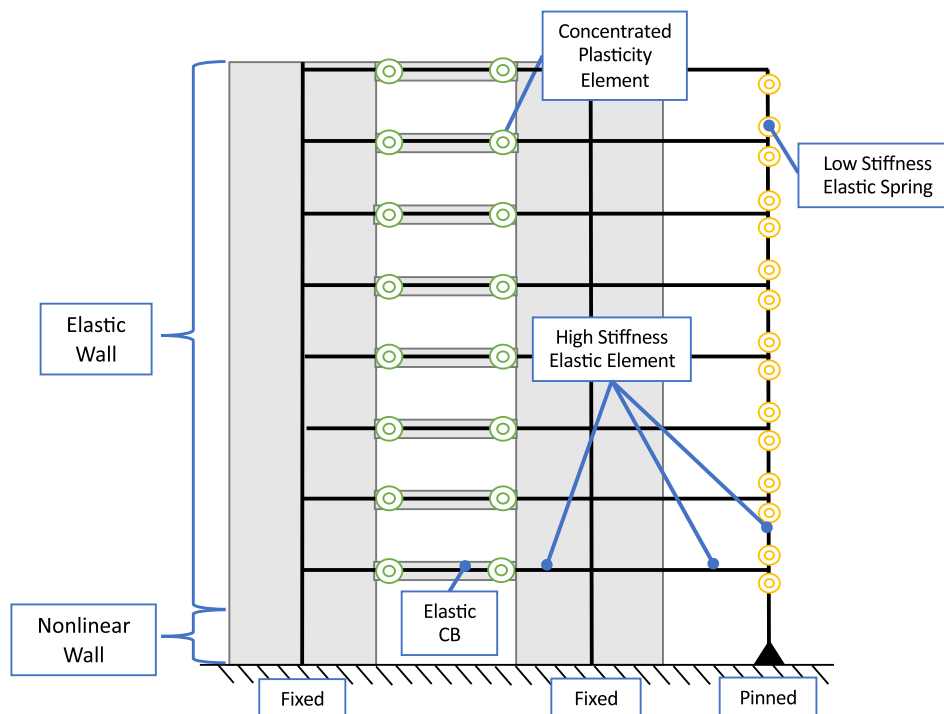 Concentrated
Plasticity
Element
Low Stiffness
Elastic Spring
Elastic
Wall
High Stiffness
Elastic Element
Elastic
CB
Nonlinear
Wall
Fixed
Fixed
Pinned